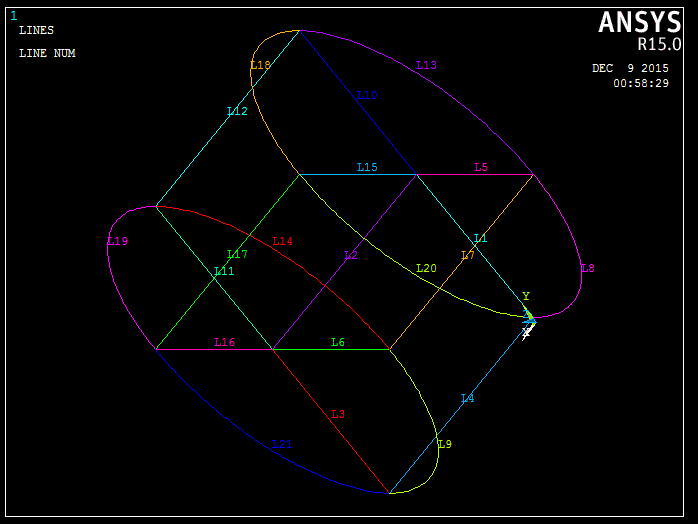 1
LINES
LINE NUM
ANSYS
R15.0
DEC 9 2015
00:58:29
L18
L13
L10
L12
L15
L5
L19
L14
L17
L2
L1
L7
L11
L20
L8
Y
X
L16
L6
L4
L3
L21
L9